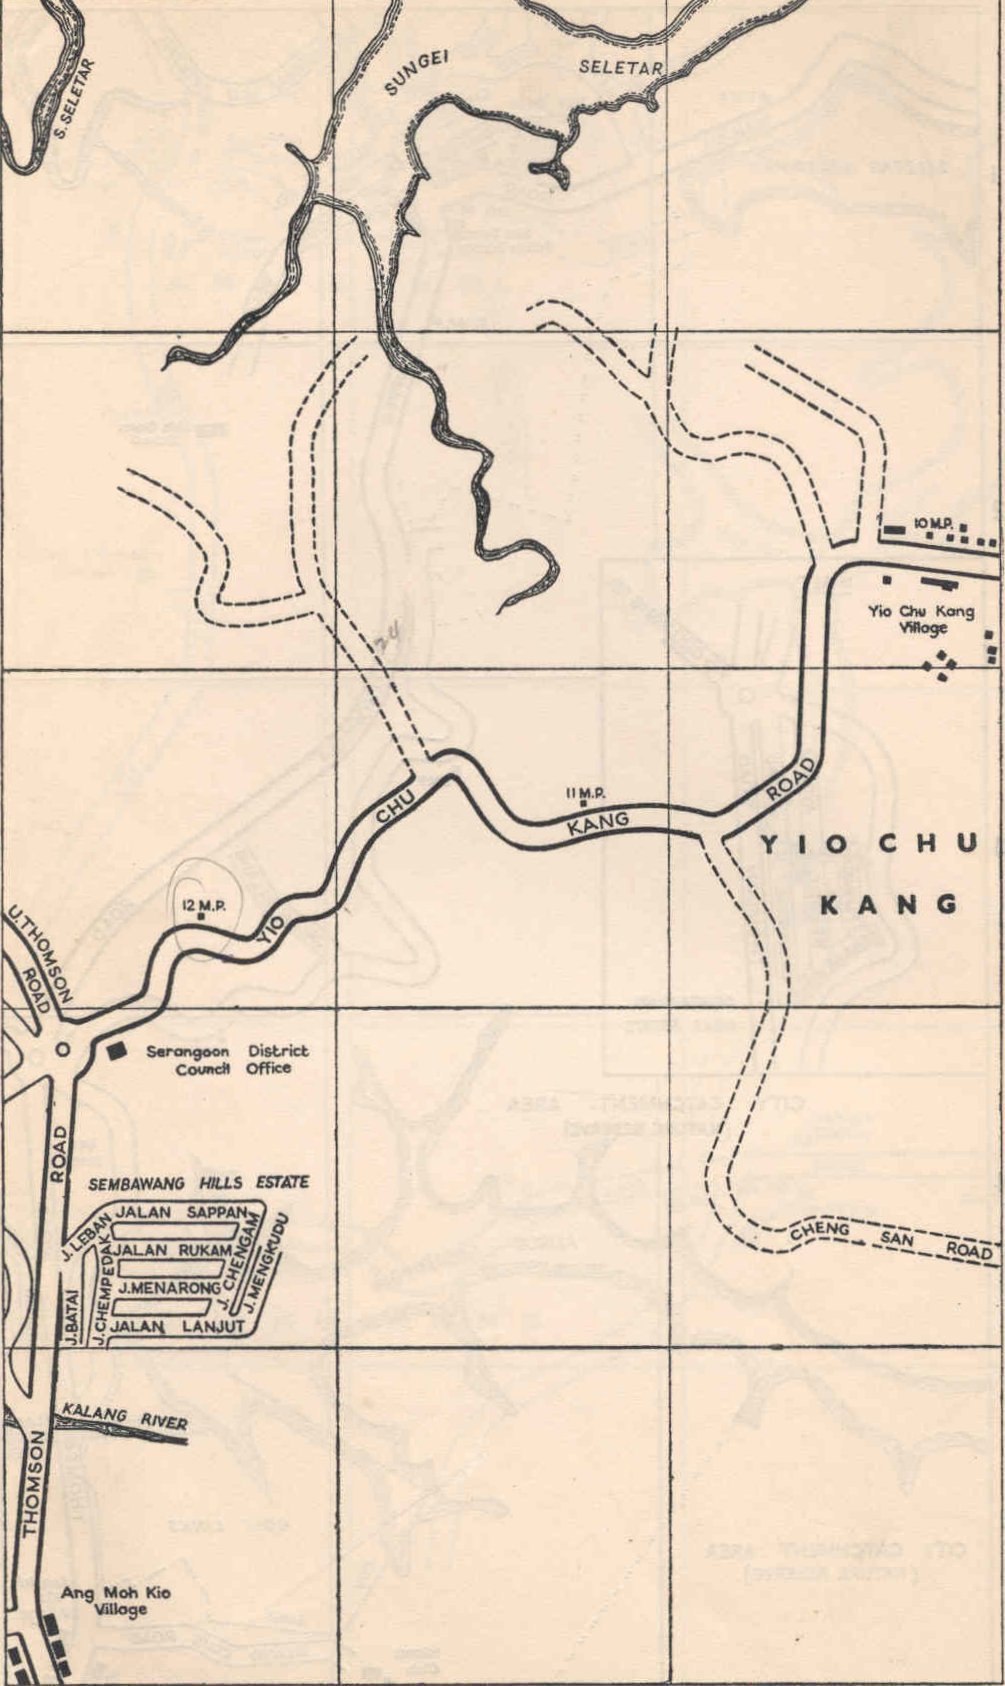 S. SELETAR
SUNGEI
SELETAR
10 M.P.
Yio Chu Kang
Village
24
11 M.P.
YIO CHU KANG ROAD
YIO CHU
KANG
12 M.P.
U. THOMSON
ROAD
Serangoon District
Council Office
THOMSON ROAD
SEMBAWANG HILLS ESTATE
JALAN SAPPAN
J. LEBAN
JALAN RUKAM
J. CHENGAM
J. MENGKUDU
J. CHEMPEDAK
J. MENARONG
J. BATAI
JALAN LANJUT
CHENG SAN ROAD
KALANG RIVER
Ang Moh Kio
Village